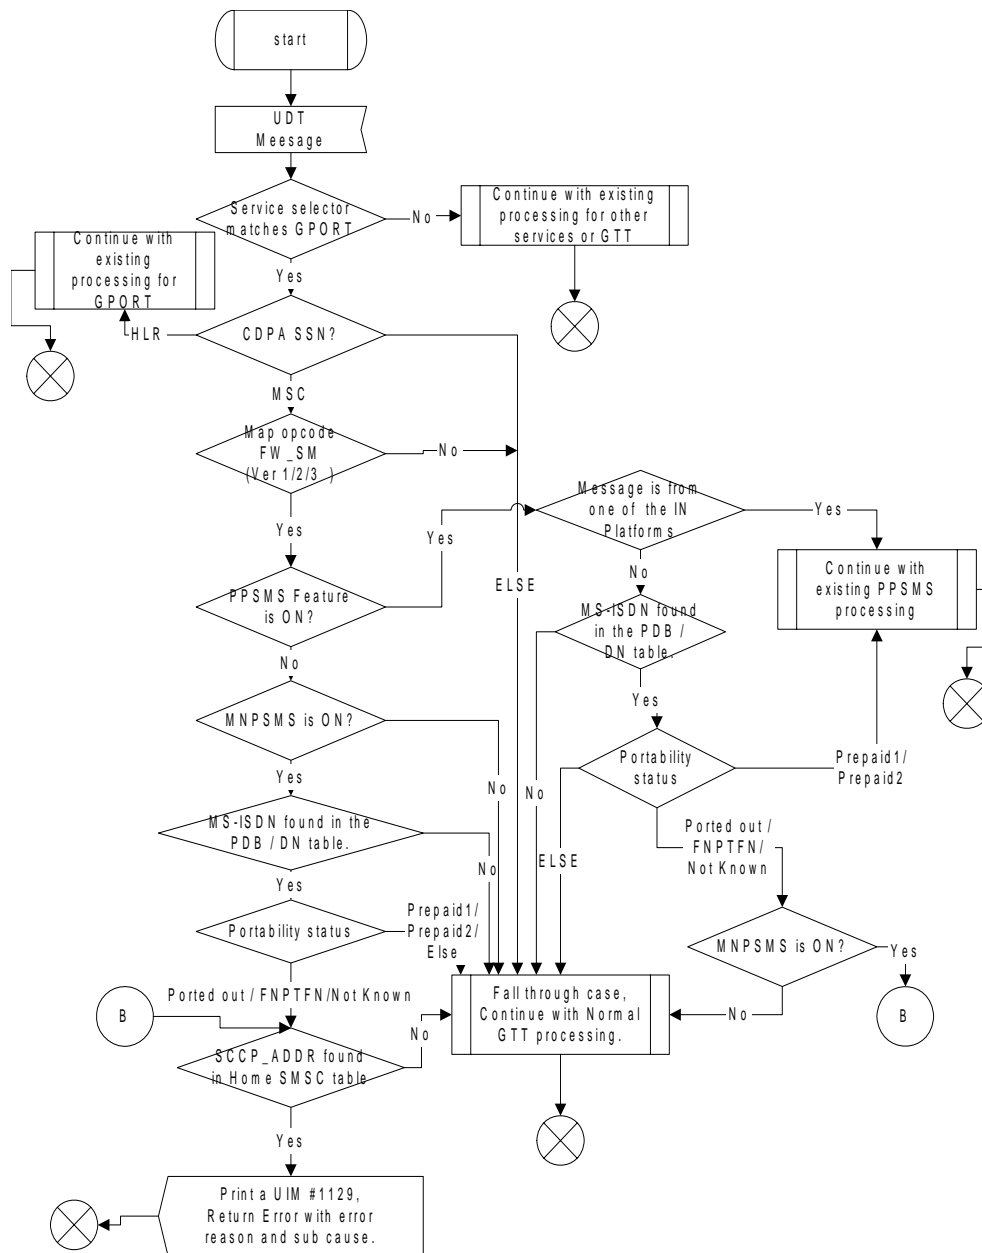 start
UDT
Meesage
Service selector
matches GPORT
No
Continue with existing
processing for other
services or GTT
Continue with
existing
processing for
GPORT
Yes
HLR
CDPA SSN?
MSC
Map opcode
FW_SM
(Ver 1/2/3 )
No
Message is from
one of the IN
Platforms
Yes
Yes
Yes
No
Continue with
existing PPSMS
processing
ELSE
PPSMS Feature
is ON?
MS-ISDN found
in the PDB /
DN table.
No
Yes
MNPSMS is ON?
Portability
status
Prepaid1/
Prepaid2
Yes
No
No
MS-ISDN found in the
PDB / DN table.
Ported out /
FNPTFN/
Not Known
ELSE
No
Yes
Portability status
Prepaid1/
Prepaid2/
Else
MNPSMS is ON?
Yes
Ported out / FNPTFN/Not Known
B
No
Fall through case,
Continue with Normal
GTT processing.
No
B
SCCP_ADDR found
in Home SMSC table
Yes
Print a UIM #1129,
Return Error with error
reason and sub cause.